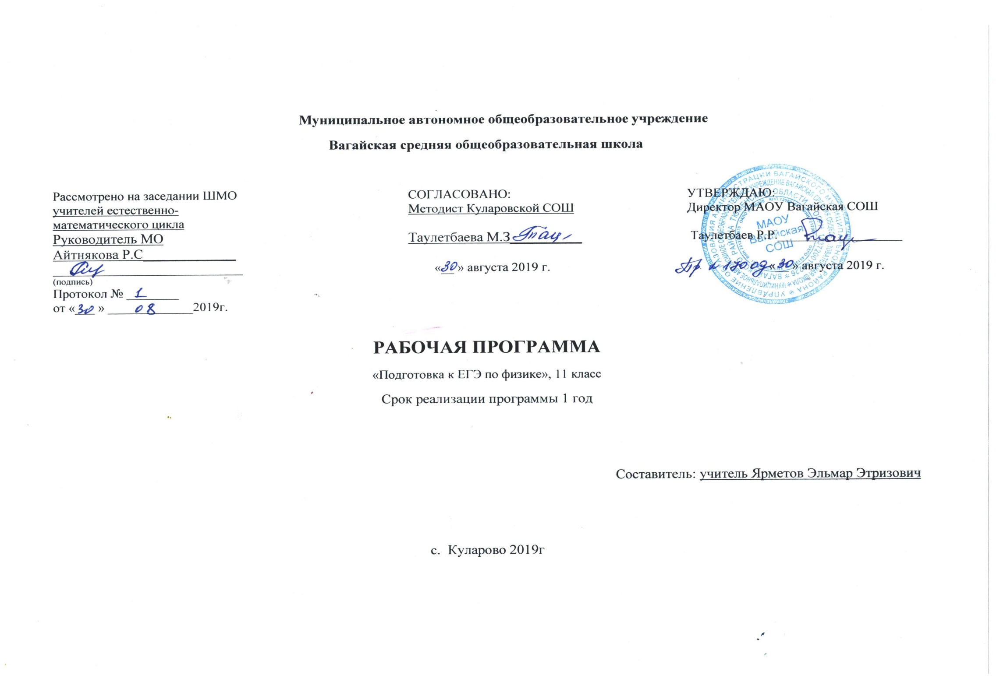 Муниципальное автономное общеобразовательное учреждение
Вагайская средняя общеобразовательная школа
Рассмотрено на заседании ШМО
учителей естественно-
математического цикла
Руководитель МО
Айтнякова Р.С
(подпись)
Протокол № 1
от «30 » 08 2019г.
СОГЛАСОВАНО:
Методист Куларовской СОШ
Таулетбаева М.З
«30 » августа 2019 г.
УТВЕРЖДАЮ:
Директор МАОУ Вагайская СОШ
Таулетбаев Р.Р.
Пр. № 170 од «30 » августа 2019 г.
МАОУ
Вагайская
СОШ
РАБОЧАЯ ПРОГРАММА
«Подготовка к ЕГЭ по физике», 11 класс
Срок реализации программы 1 год
Составитель: учитель Ярметов Эльмар Этризович
с. Куларово 2019г